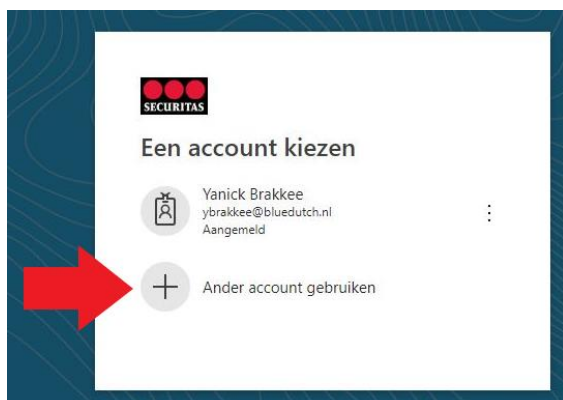 SECURITAS
Een account kiezen
Yanick Brakkee
ybrakkee@bluedutch.nl
Aangemeld
Ander account gebruiken